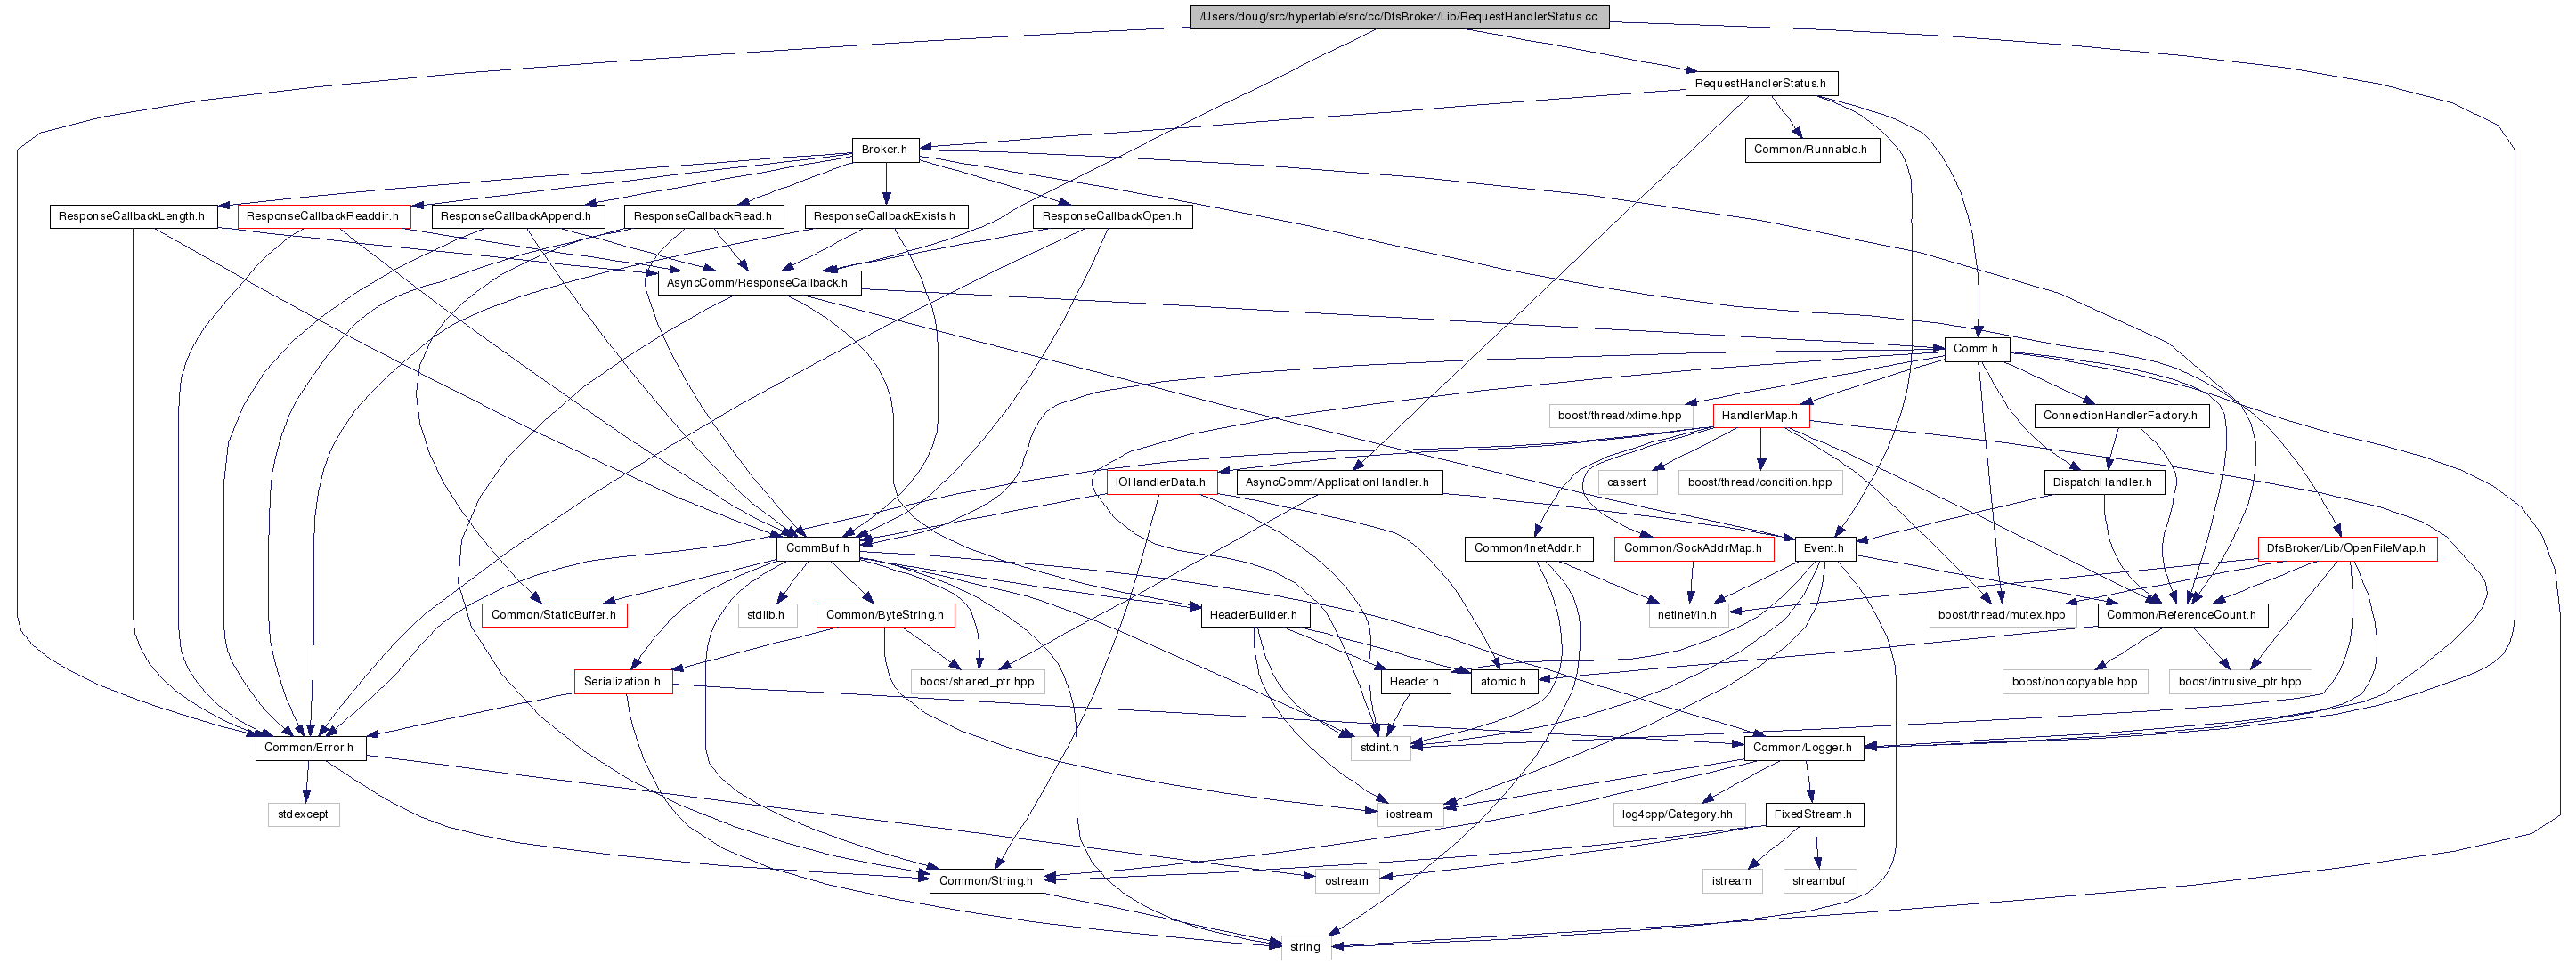 /Users/doug/src/hypertable/src/cc/DfsBroker/Lib/RequestHandlerStatus.cc
RequestHandlerStatus.h
Broker.h
Common/Runnable.h
ResponseCallbackLength.h
ResponseCallbackReaddir.h
ResponseCallbackAppend.h
ResponseCallbackRead.h
ResponseCallbackExists.h
ResponseCallbackOpen.h
AsyncComm/ResponseCallback.h
Comm.h
boost/thread/xtime.hpp
HandlerMap.h
ConnectionHandlerFactory.h
IOHandlerData.h
AsyncComm/ApplicationHandler.h
cassert
boost/thread/condition.hpp
DispatchHandler.h
CommBuf.h
Common/InetAddr.h
Common/SockAddrMap.h
Event.h
DfsBroker/Lib/OpenFileMap.h
Common/StaticBuffer.h
stdlib.h
Common/ByteString.h
HeaderBuilder.h
netinet/in.h
boost/thread/mutex.hpp
Common/ReferenceCount.h
Serialization.h
boost/shared_ptr.hpp
Header.h
atomic.h
boost/noncopyable.hpp
boost/intrusive_ptr.hpp
Common/Error.h
stdint.h
Common/Logger.h
stdexcept
iostream
log4cpp/Category.hh
FixedStream.h
Common/String.h
ostream
istream
streambuf
string